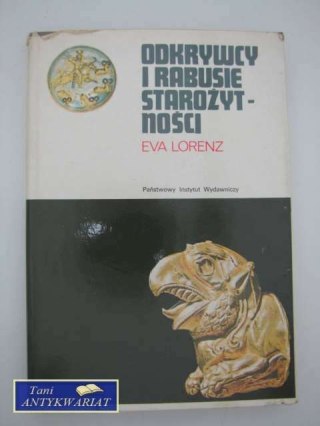 ODKRYWCY
I RABUSIE
STAROŻYT-
NOŚCI
EVA LORENZ
Państwowy Instytut Wydawniczy
Tani
ANTYKWARIAT